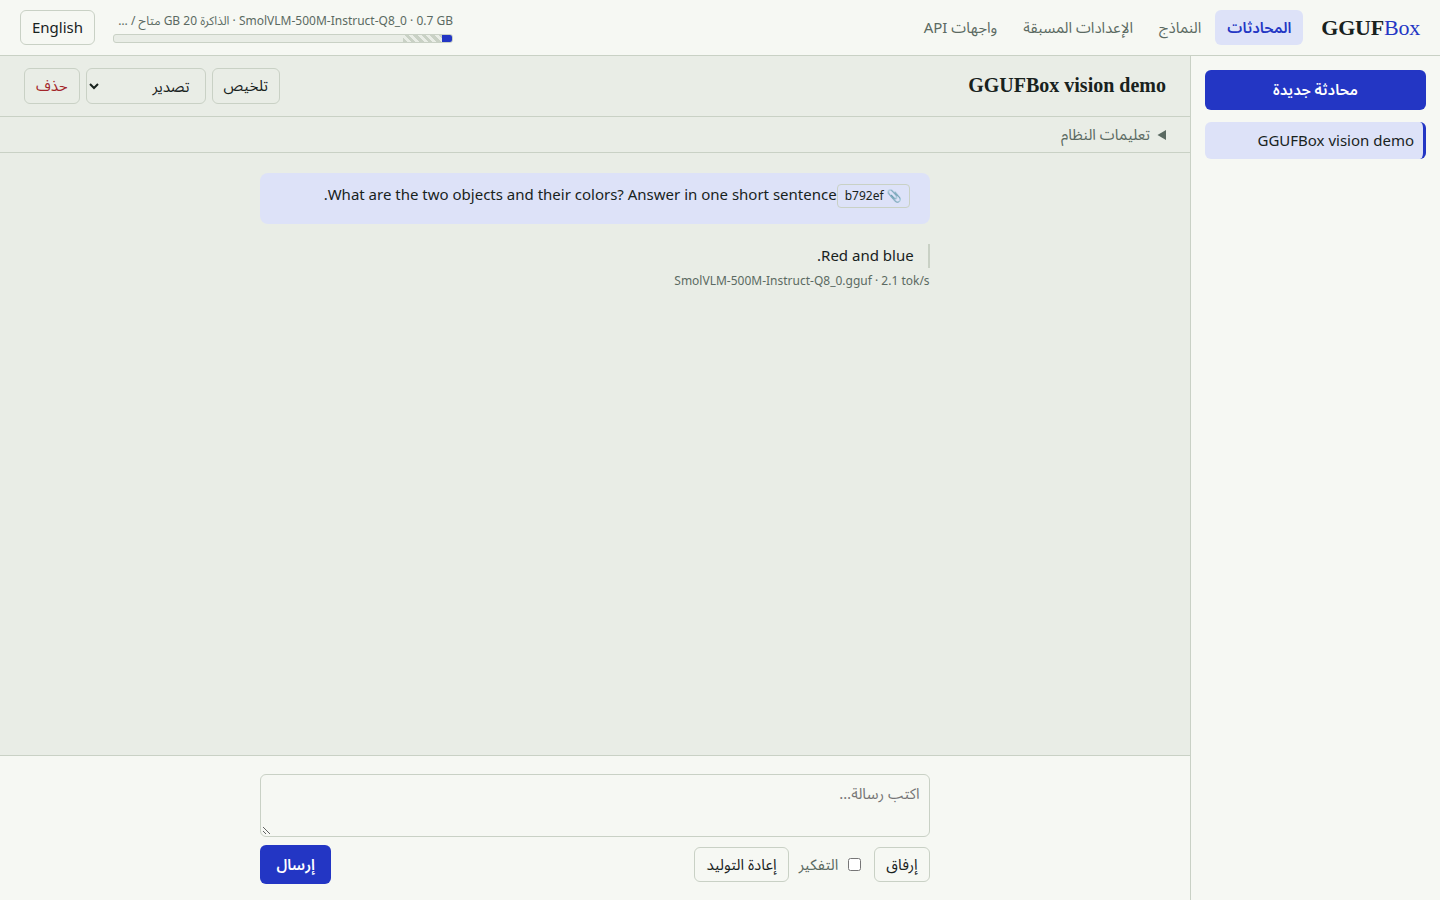 GGUFBox
المحادثات
النماذج
الإعدادات المسبقة
واجهات API
SmolVLM-500M-Instruct-Q8_0 · 0.7 GB · الذاكرة 20 GB متاح / ...
English
محادثة جديدة
GGUFBox vision demo
GGUFBox vision demo
تلخيص
تصدير
حذف
تعليمات النظام
📎 b792ef
What are the two objects and their colors? Answer in one short sentence.
Red and blue.
SmolVLM-500M-Instruct-Q8_0.gguf · 2.1 tok/s
اكتب رسالة...
إرفاق
التفكير
إعادة التوليد
إرسال